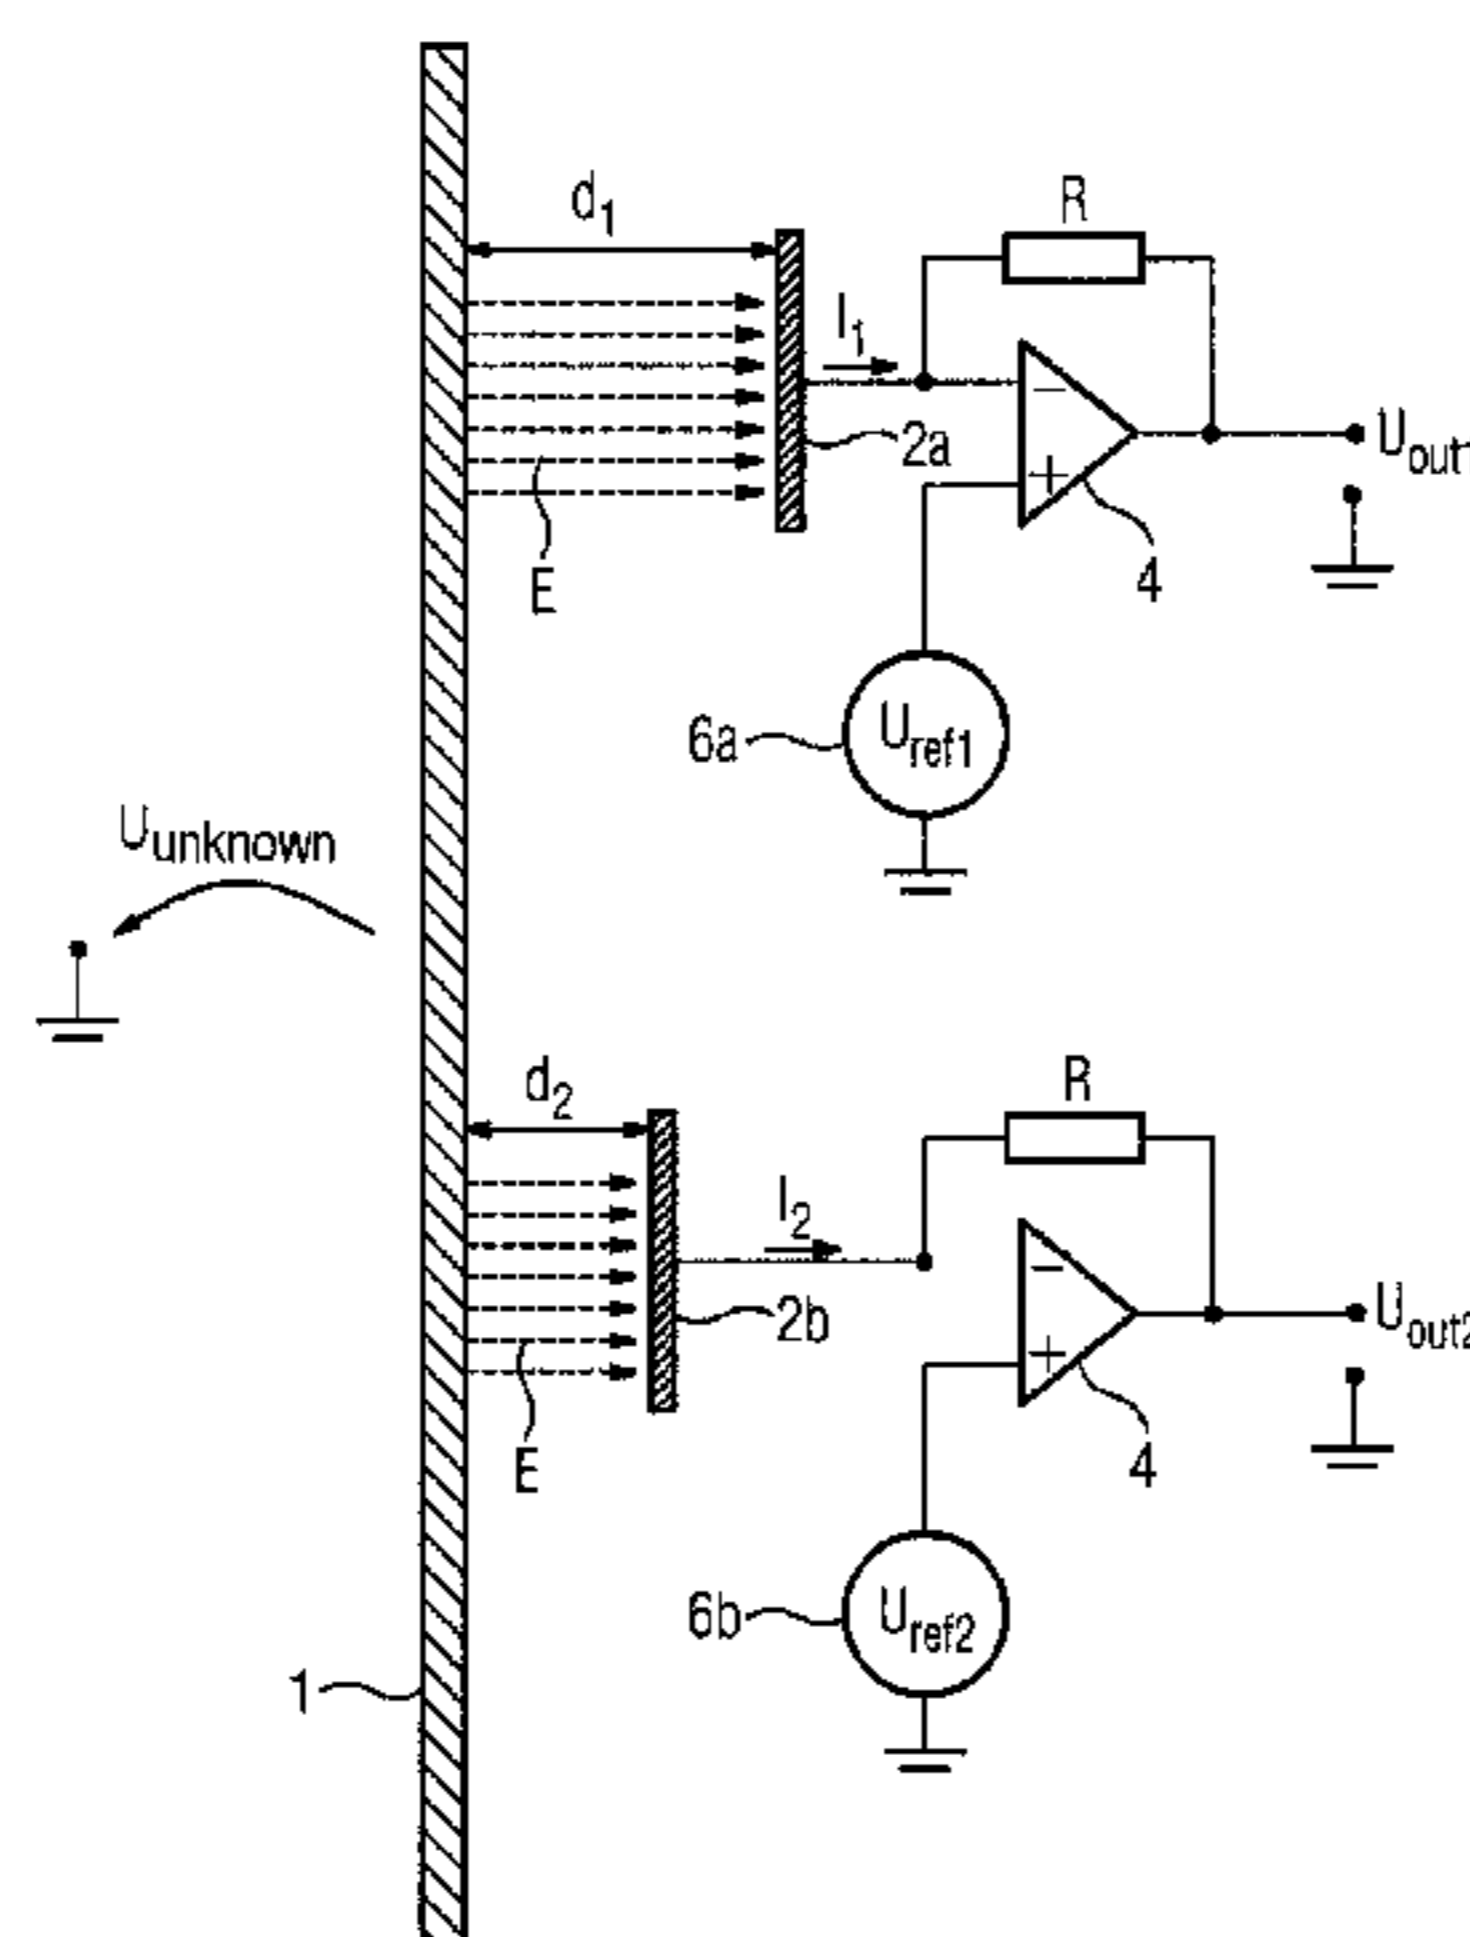 d1
R
I1
−
2a
Uout1
+
E
4
6a
Uref1
Uunknown
d2
R
I2
−
2b
Uout2
+
E
4
6b
Uref2
1